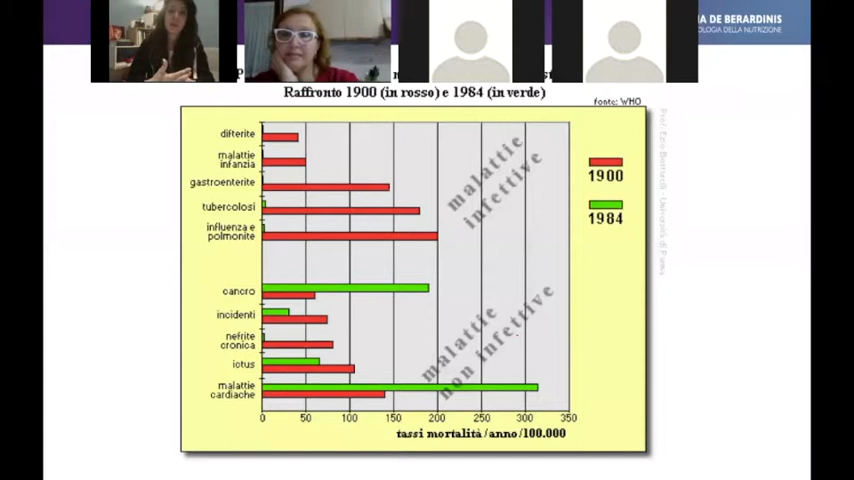 IA DE BERARDINIS
OLOGIA DELLA NUTRIZIONE
Raffronto 1900 (in rosso) e 1984 (in verde)
fonte: WHO
difterite
malattie
infanzia
gastroenterite
tubercolosi
influenza e
polmonite
malattie
infettive
1900
1984
cancro
incidenti
nefrite
cronica
ictus
malattie
cardiache
malattie
non infettive
0 50 100 150 200 250 300 350
tassi mortalità/anno/100.000